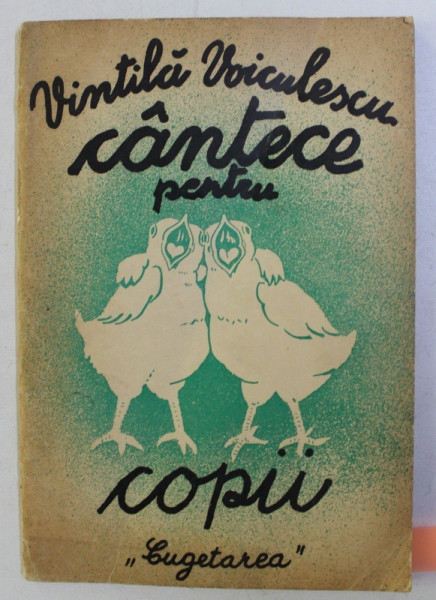 Vintilă Voiculescu
cântece
pentru
copii
„Cugetarea"